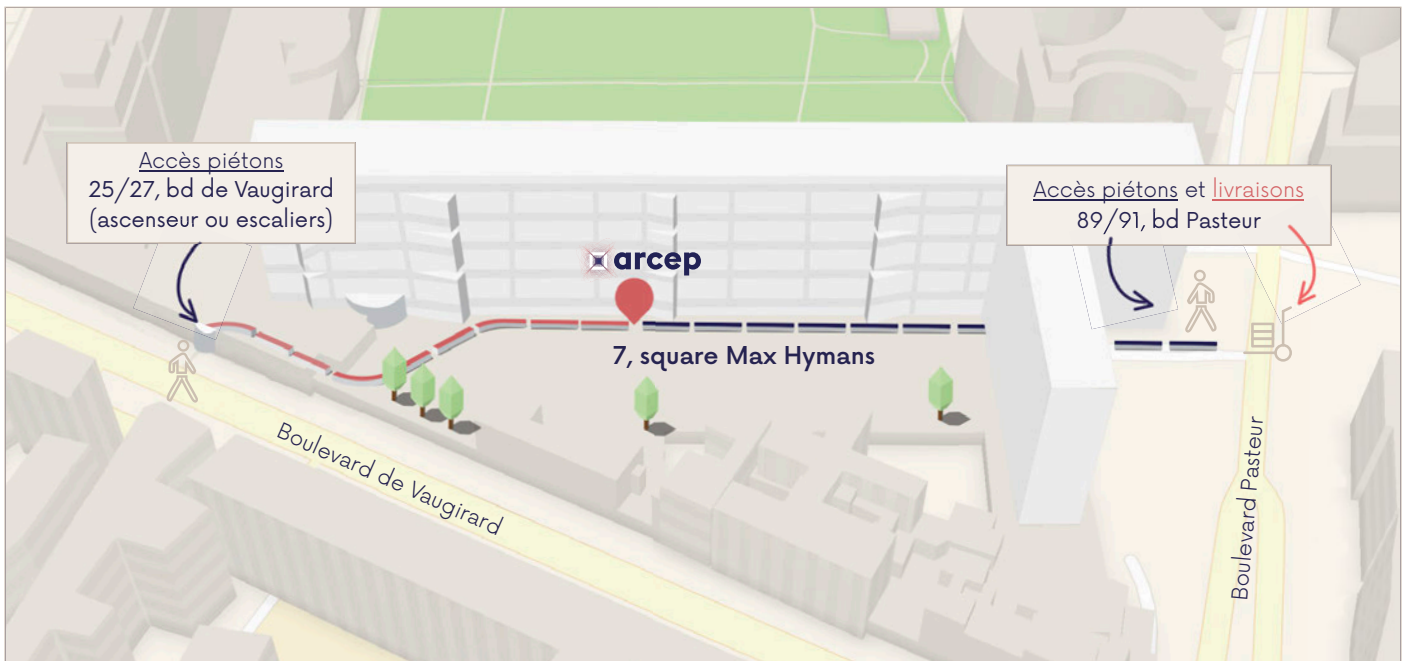 Accès piétons
25/27, bd de Vaugirard
(ascenseur ou escaliers)
Accès piétons et livraisons
89/91, bd Pasteur
arcep
7, square Max Hymans
Boulevard de Vaugirard
Boulevard Pasteur